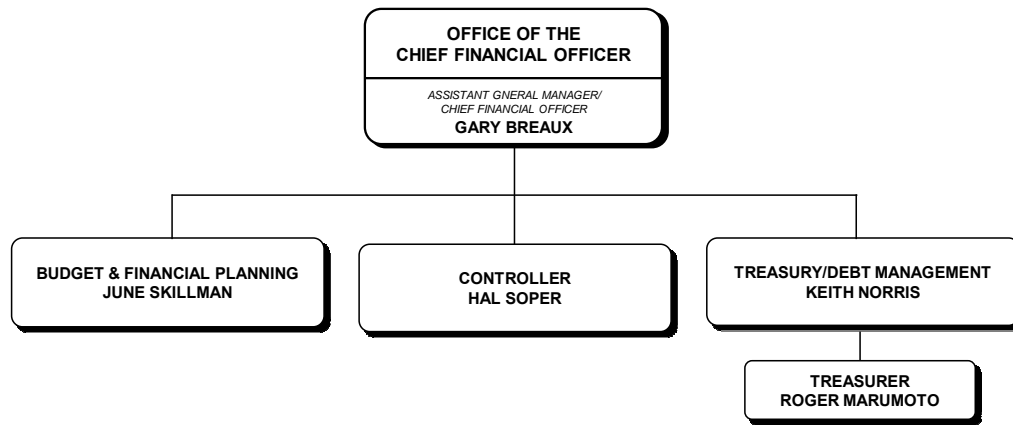 OFFICE OF THE
CHIEF FINANCIAL OFFICER
ASSISTANT GNERAL MANAGER/
CHIEF FINANCIAL OFFICER
GARY BREAUX
BUDGET & FINANCIAL PLANNING
JUNE SKILLMAN
CONTROLLER
HAL SOPER
TREASURY/DEBT MANAGEMENT
KEITH NORRIS
TREASURER
ROGER MARUMOTO